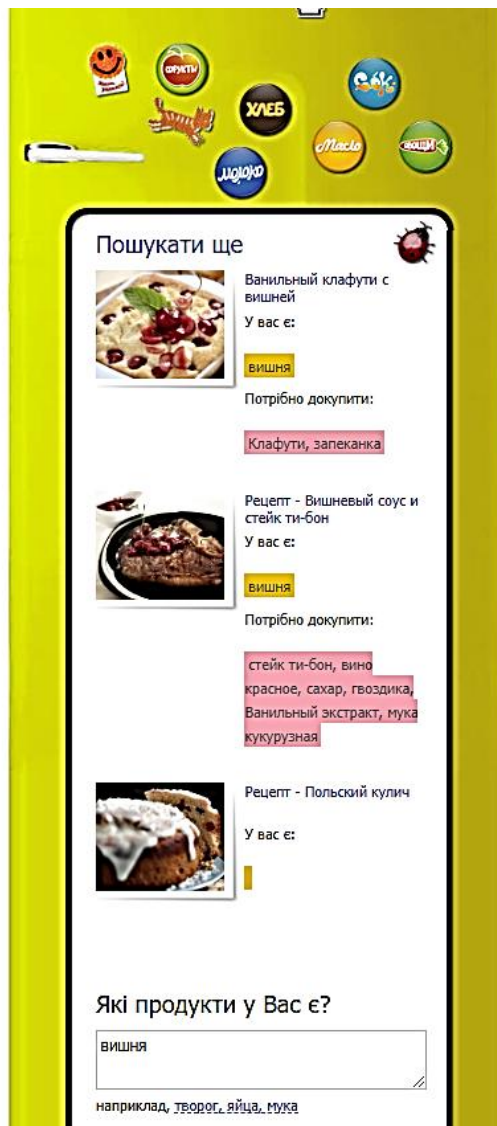 ФРУКТЫ
ХЛЕБ
Соки
Масло
ОВОЩИ
Молоко
Пошукати ще
Ванильный клафути с
вишней
У вас є:
вишня
Потрібно докупити:
Клафути, запеканка
Рецепт - Вишневый соус и
стейк ти-бон
У вас є:
вишня
Потрібно докупити:
стейк ти-бон, вино
красное, сахар, гвоздика,
Ванильный экстракт, мука
кукурузная
Рецепт - Польский кулич
У вас є:
Які продукти у Вас є?
вишня
наприклад, творог, яйца, мука